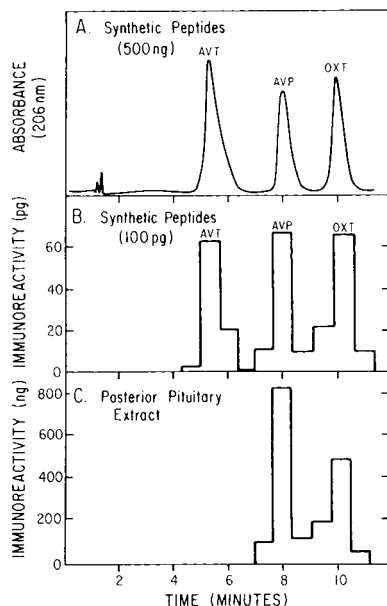 A. Synthetic Peptides
(500 ng)
AVT
AVP
OXT
ABSORBANCE
(206 nm)
B. Synthetic Peptides
(100 pg)
AVT
AVP
OXT
IMMUNOREACTIVITY (pg)
60
40
20
0
C. Posterior Pituitary
Extract
IMMUNOREACTIVITY (ng)
800
600
400
200
0
2
4
6
8
10
TIME (MINUTES)